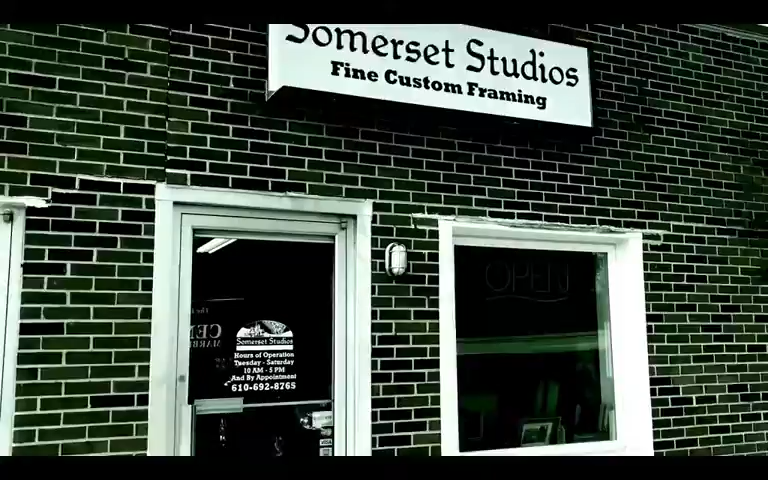 Somerset Studios
Fine Custom Framing
OPEN
Somerset Studios
Hours of Operation
Tuesday - Saturday
10 AM - 5 PM
And By Appointment
610-692-8765